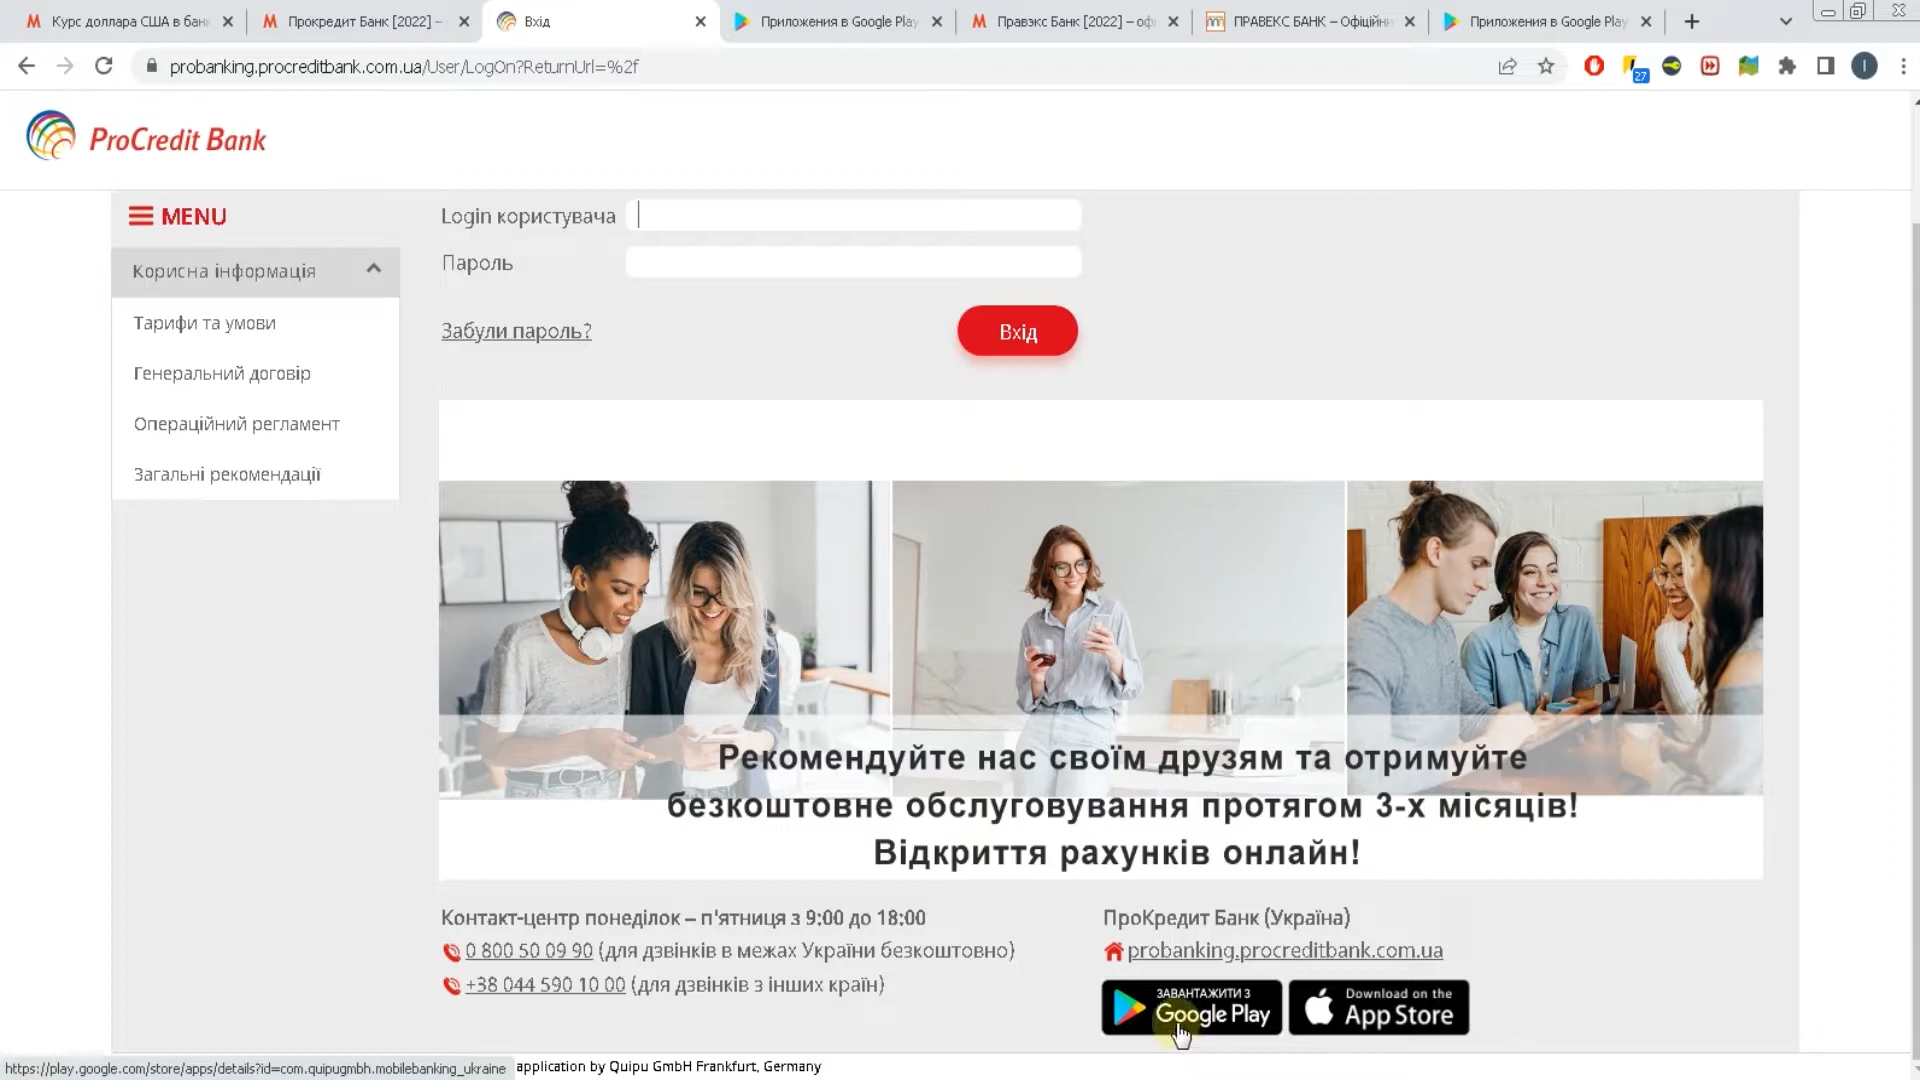 Курс доллара США в бан
Прокредит Банк [2022] –
Вхід
Приложения в Google Play
Правэкс Банк [2022] – оф
ПРАВЕКС БАНК – Офіційн
Приложения в Google Play
probanking.procreditbank.com.ua/User/LogOn?ReturnUrl=%2f
27
I
ProCredit Bank
MENU
Корисна інформація
Тарифи та умови
Генеральний договір
Операційний регламент
Загальні рекомендації
Login користувача
Пароль
Забули пароль?
Вхід
Рекомендуйте нас своїм друзям та отримуйте
безкоштовне обслуговування протягом 3-х місяців!
Відкриття рахунків онлайн!
Контакт-центр понеділок – п'ятниця з 9:00 до 18:00
0 800 50 09 90 (для дзвінків в межах України безкоштовно)
+38 044 590 10 00 (для дзвінків з інших країн)
ПроКредит Банк (Україна)
probanking.procreditbank.com.ua
ЗАВАНТАЖИТИ З
Google Play
Download on the
App Store
https://play.google.com/store/apps/details?id=com.quipugmbh.mobilebanking_ukraine
application by Quipu GmbH Frankfurt, Germany